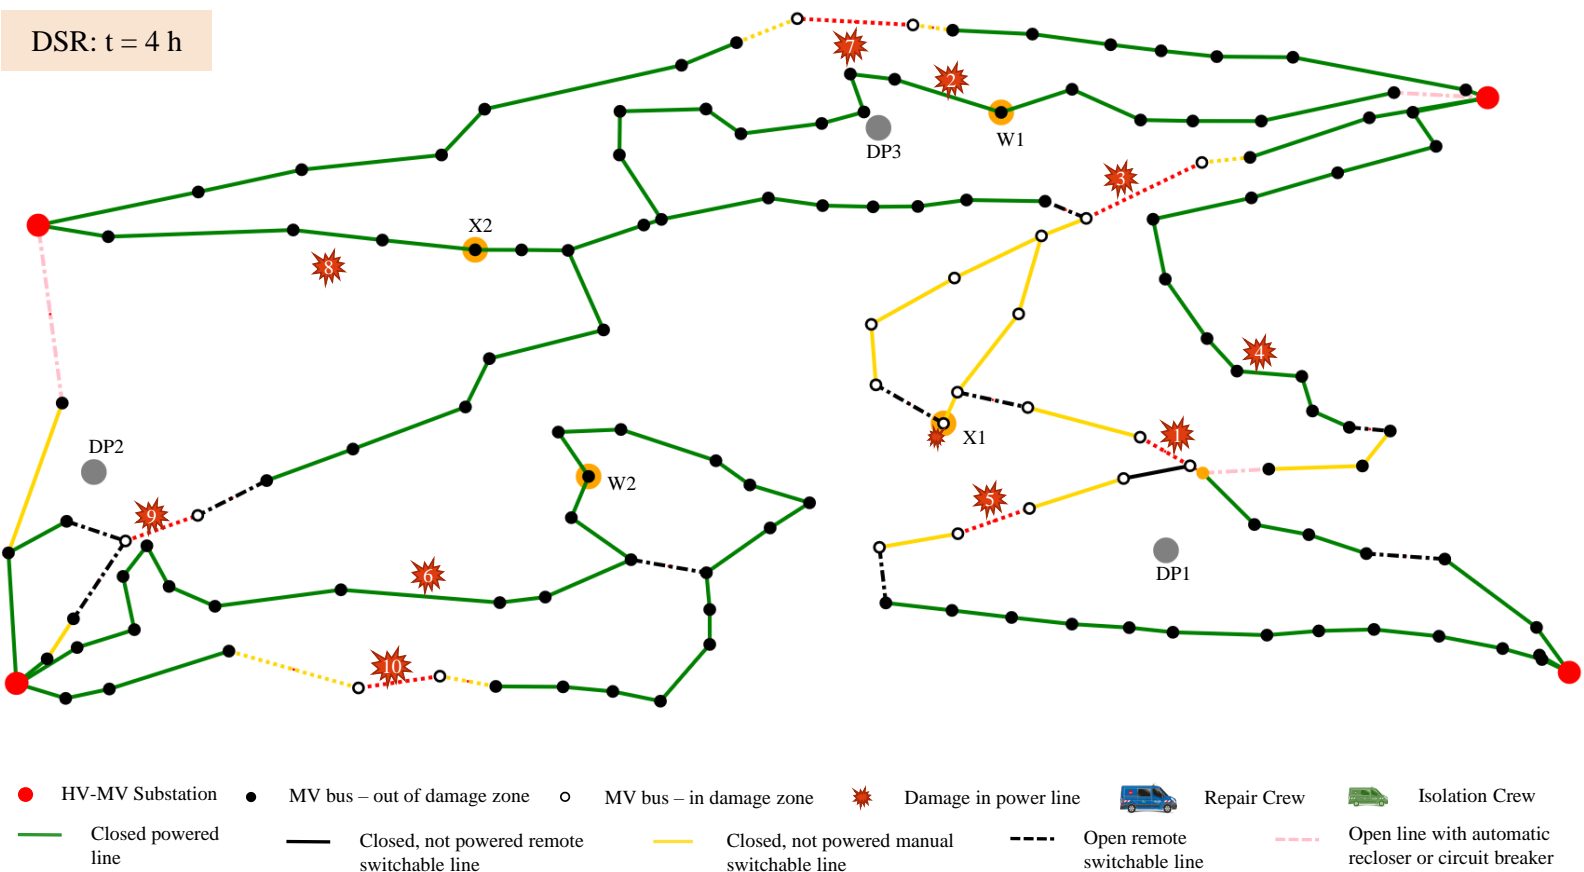 DSR: t = 4 h
7
2
W1
DP3
3
X2
8
4
X1
1
DP2
W2
5
9
DP1
6
10
HV-MV Substation
MV bus – out of damage zone
MV bus – in damage zone
Damage in power line
Repair Crew
Isolation Crew
Closed powered
line
Closed, not powered remote
switchable line
Closed, not powered manual
switchable line
Open remote
switchable line
Open line with automatic
recloser or circuit breaker